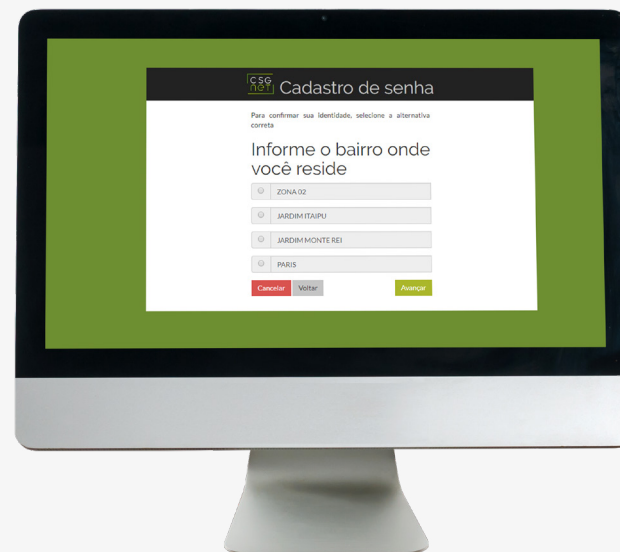 CSG
net
Cadastro de senha
Para confirmar sua identidade, selecione a alternativa
correta
Informe o bairro onde
você reside
ZONA 02
JARDIM ITAIPU
JARDIM MONTE REI
PARIS
Cancelar Voltar Avançar